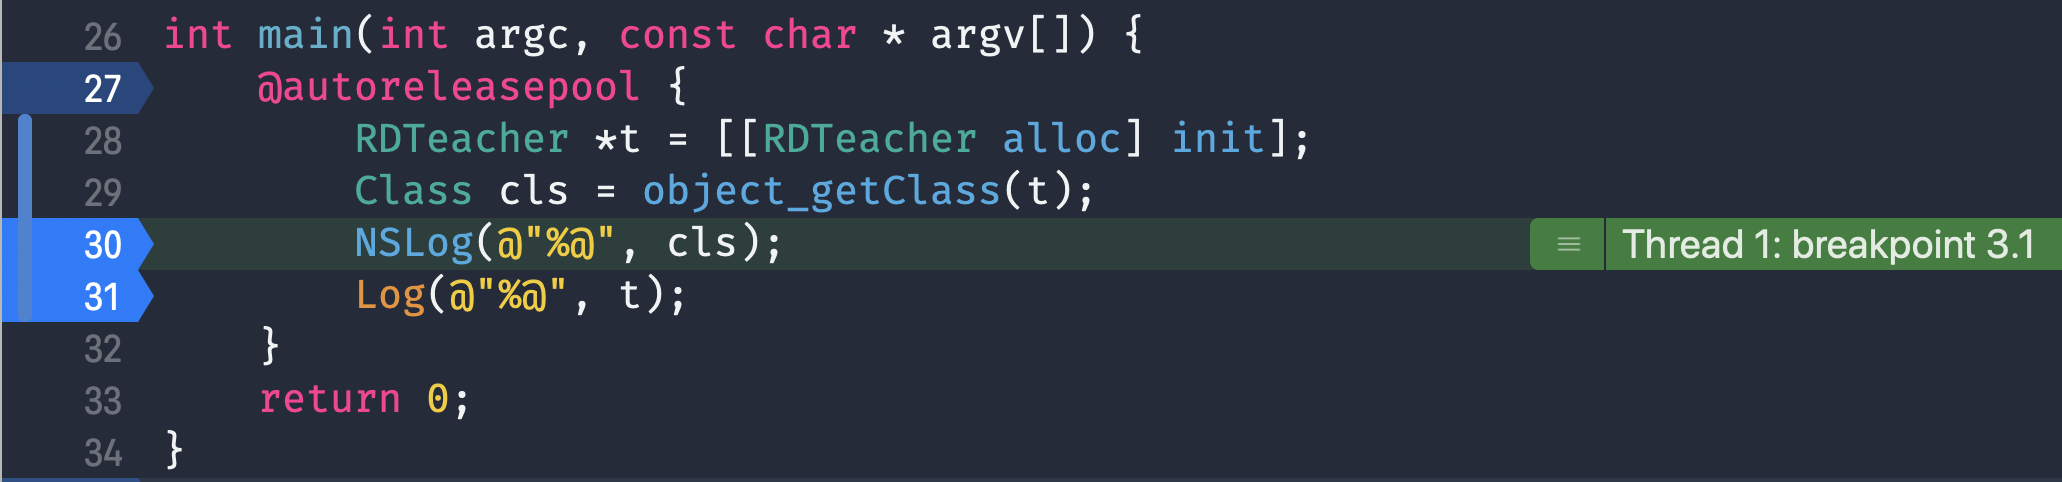 26 int main(int argc, const char * argv[]) {
27     @autoreleasepool {
28         RDTeacher *t = [[RDTeacher alloc] init];
29         Class cls = object_getClass(t);
30         NSLog(@"%@", cls); Thread 1: breakpoint 3.1
31         Log(@"%@", t);
32     }
33     return 0;
34 }